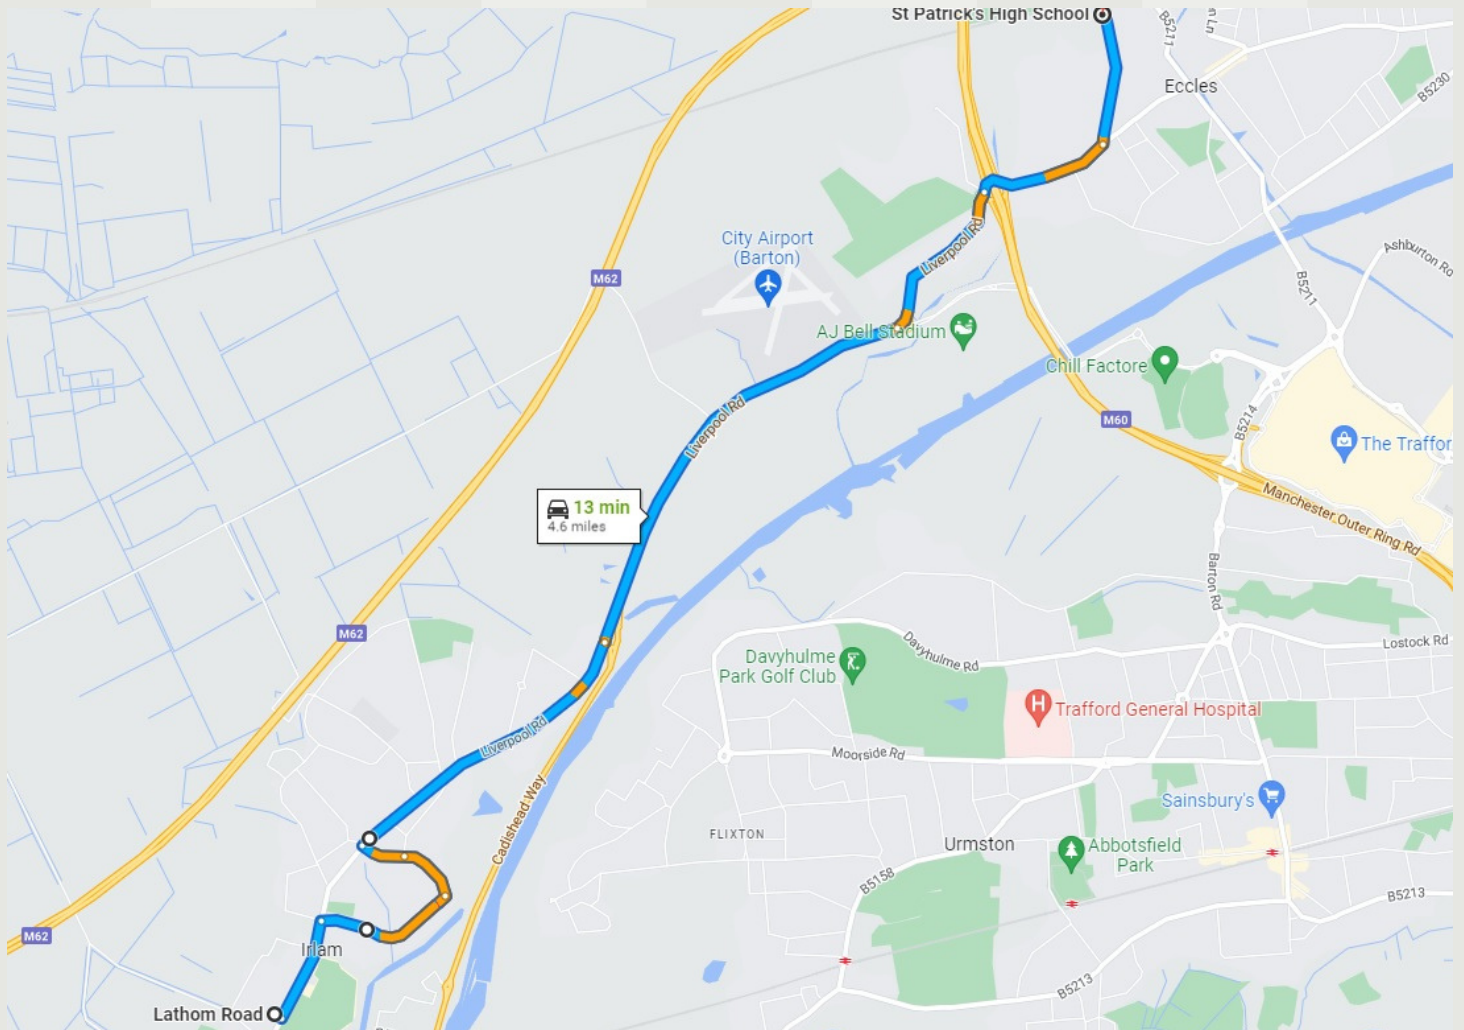 St Patrick's High School
B5211
Eccles
B5230
City Airport
(Barton)
M62
Liverpool Rd
Ashburton Ro
B5211
AJ Bell Stadium
Chill Factore
M60
B5214
Liverpool Rd
The Traffor
13 min
4.6 miles
Manchester Outer Ring Rd
Barton Rd
M62
Davyhulme
Park Golf Club
Davyhulme Rd
Lostock Rd
Trafford General Hospital
Liverpool Rd
Moorside Rd
Cadishead Way
Sainsbury's
FLIXTON
Urmston
Abbotsfield
Park
B5158
B5213
M62
Irlam
B5213
Lathom Road